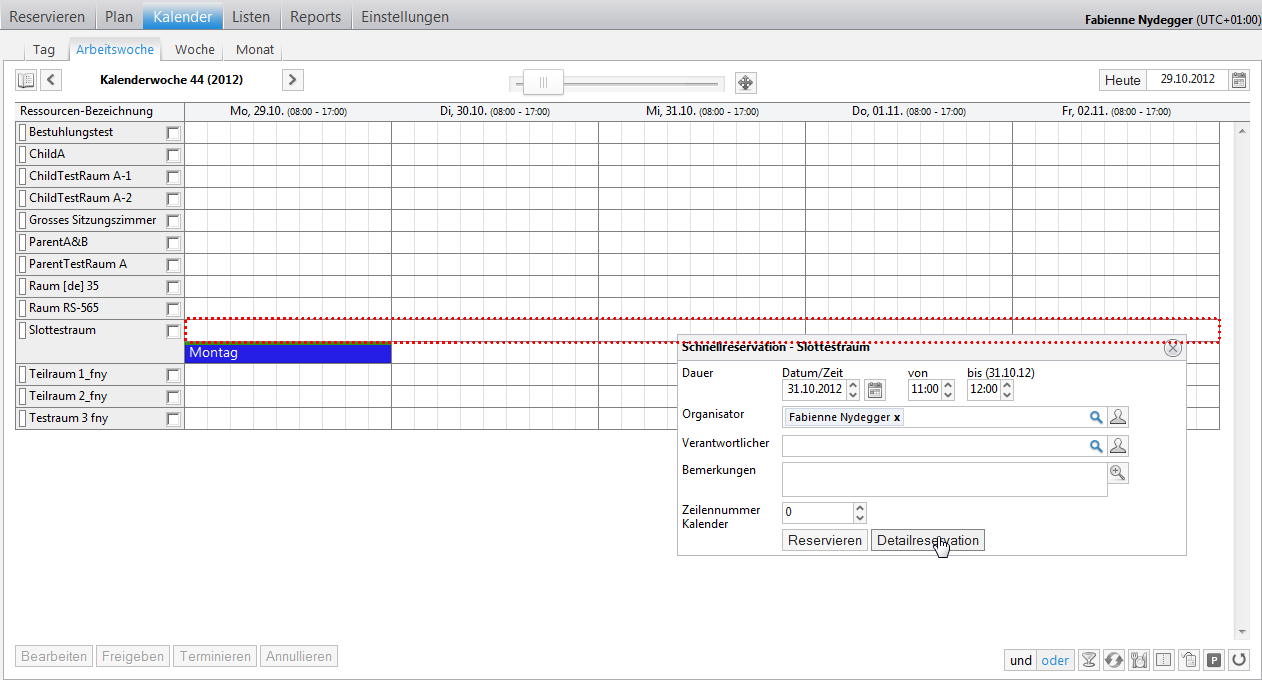 Reservieren Plan Kalender Listen Reports Einstellungen Fabienne Nydegger (UTC+01:00)
Tag Arbeitswoche Woche Monat
Kalenderwoche 44 (2012) Heute 29.10.2012
Ressourcen-Bezeichnung Mo, 29.10. (08:00 - 17:00) Di, 30.10. (08:00 - 17:00) Mi, 31.10. (08:00 - 17:00) Do, 01.11. (08:00 - 17:00) Fr, 02.11. (08:00 - 17:00)
Bestuhlungstest
ChildA
ChildTestRaum A-1
ChildTestRaum A-2
Grosses Sitzungszimmer
ParentA&B
ParentTestRaum A
Raum [de] 35
Raum RS-565
Slottestraum
Montag
Teilraum 1_fny
Teilraum 2_fny
Testraum 3 fny
Schnellreservation - Slottestraum
Dauer Datum/Zeit von bis (31.10.12)
31.10.2012 11:00 12:00
Organisator Fabienne Nydegger x
Verantwortlicher
Bemerkungen
Zeilennummer 0
Kalender
Reservieren Detailreservation
Bearbeiten Freigeben Terminieren Annullieren und oder P